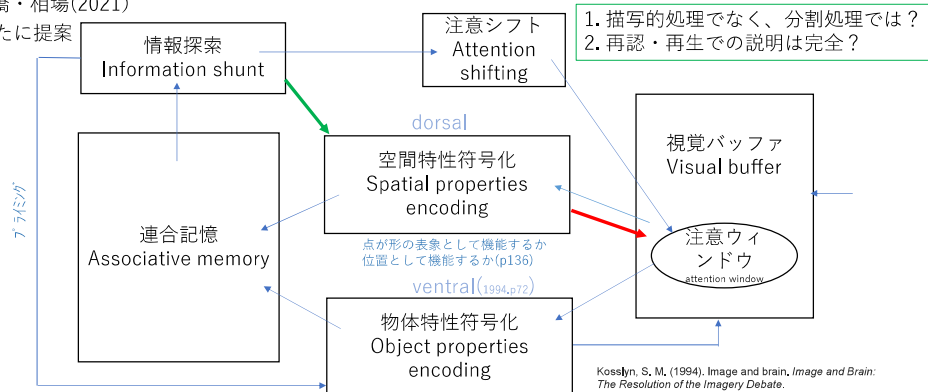 橋・相場(2021)
たに提案
情報探索
Information shunt
注意シフト
Attention
shifting
1. 描写的処理でなく、分割処理では？
2. 再認・再生での説明は完全？
dorsal
空間特性符号化
Spatial properties
encoding
視覚バッファ
Visual buffer
プライミング
連合記憶
Associative memory
点が形の表象として機能するか
位置として機能するか(p136)
注意ウィ
ンドウ
attention window
ventral(1994,p72)
物体特性符号化
Object properties
encoding
Kosslyn, S. M. (1994). Image and brain. Image and Brain:
The Resolution of the Imagery Debate.